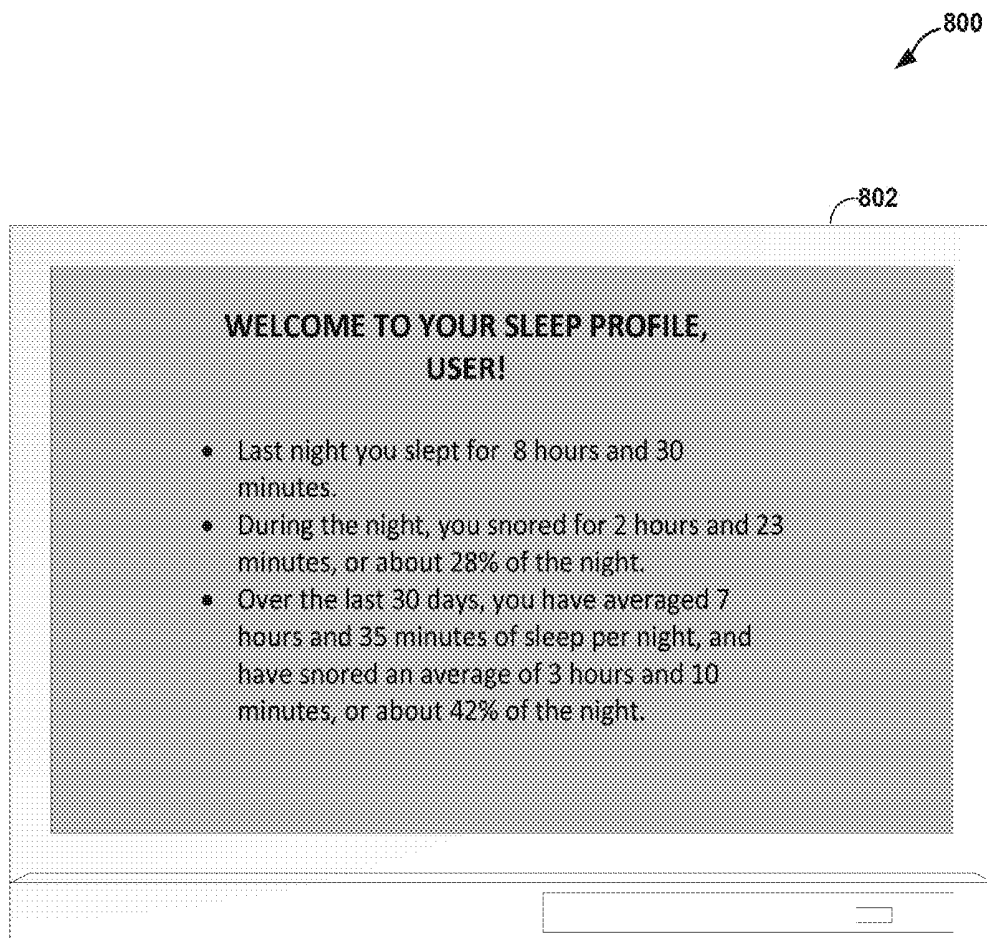 800
802
WELCOME TO YOUR SLEEP PROFILE,
USER!
• Last night you slept for 8 hours and 30
minutes.
• During the night, you snored for 2 hours and 23
minutes, or about 28% of the night.
• Over the last 30 days, you have averaged 7
hours and 35 minutes of sleep per night, and
have snored an average of 3 hours and 10
minutes, or about 42% of the night.